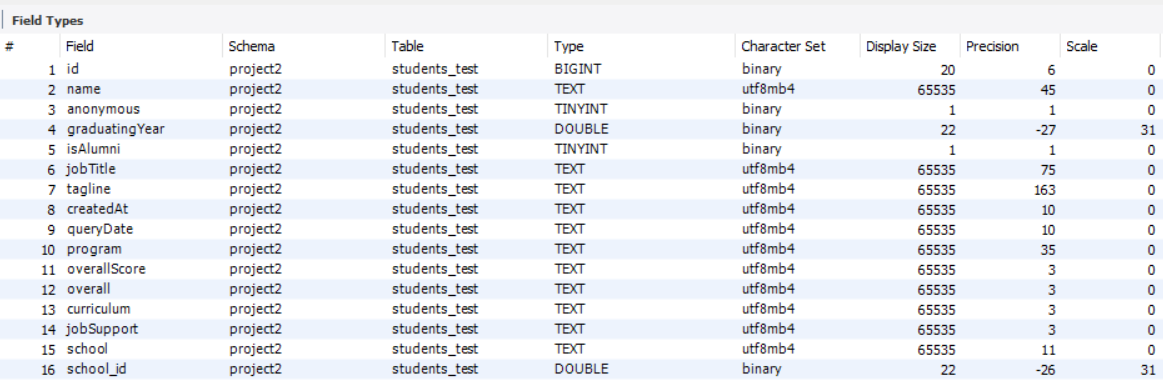 Field Types
# Field Schema Table Type Character Set Display Size Precision Scale
1 id project2 students_test BIGINT binary 20 6 0
2 name project2 students_test TEXT utf8mb4 65535 45 0
3 anonymous project2 students_test TINYINT binary 1 1 0
4 graduatingYear project2 students_test DOUBLE binary 22 -27 31
5 isAlumni project2 students_test TINYINT binary 1 1 0
6 jobTitle project2 students_test TEXT utf8mb4 65535 75 0
7 tagline project2 students_test TEXT utf8mb4 65535 163 0
8 createdAt project2 students_test TEXT utf8mb4 65535 10 0
9 queryDate project2 students_test TEXT utf8mb4 65535 10 0
10 program project2 students_test TEXT utf8mb4 65535 35 0
11 overallScore project2 students_test TEXT utf8mb4 65535 3 0
12 overall project2 students_test TEXT utf8mb4 65535 3 0
13 curriculum project2 students_test TEXT utf8mb4 65535 3 0
14 jobSupport project2 students_test TEXT utf8mb4 65535 3 0
15 school project2 students_test TEXT utf8mb4 65535 11 0
16 school_id project2 students_test DOUBLE binary 22 -26 31